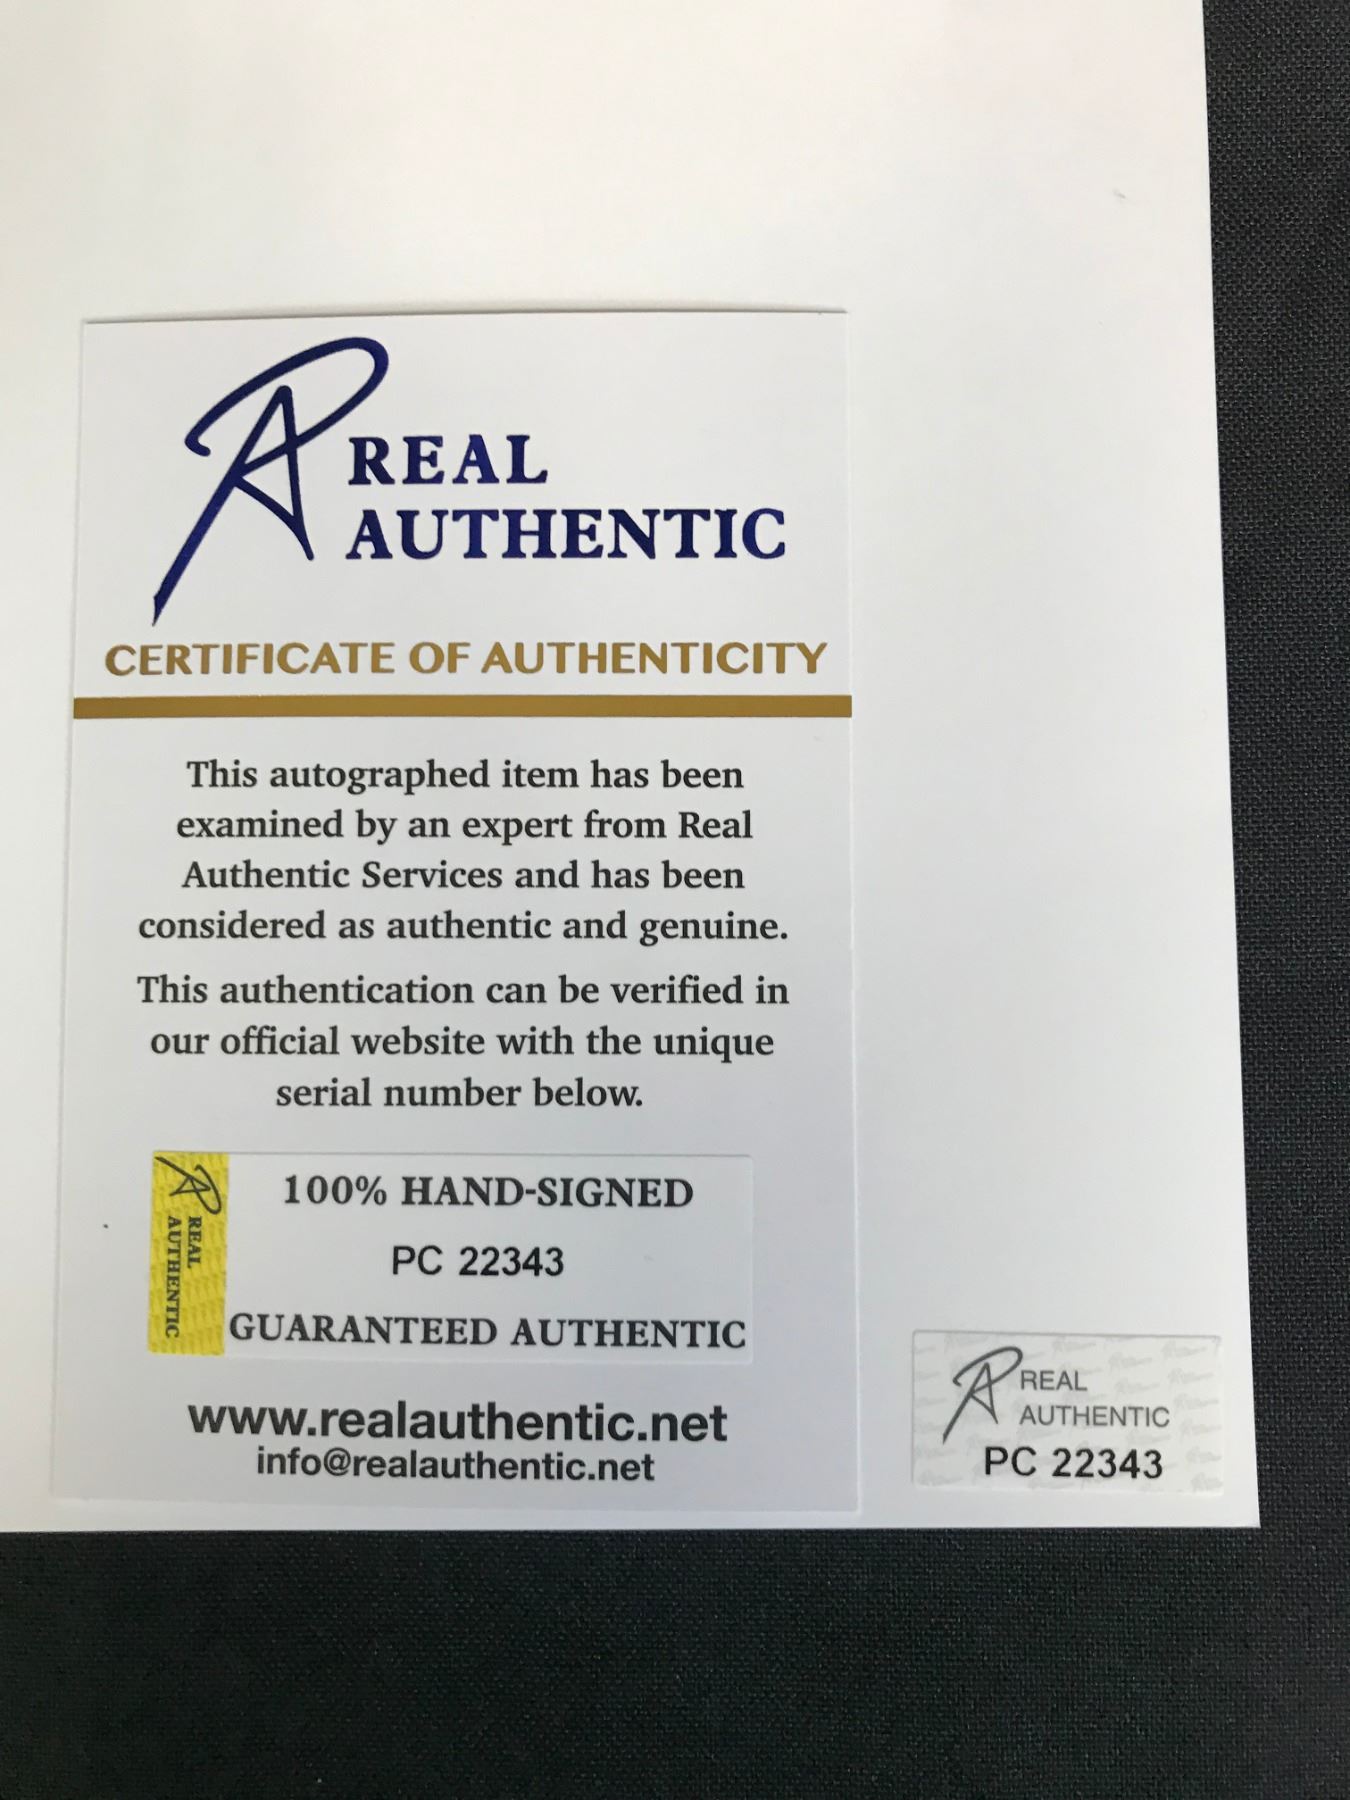 REAL
AUTHENTIC
CERTIFICATE OF AUTHENTICITY
This autographed item has been
examined by an expert from Real
Authentic Services and has been
considered as authentic and genuine.
This authentication can be verified in
our official website with the unique
serial number below.
REAL
AUTHENTIC
100% HAND-SIGNED
PC 22343
GUARANTEED AUTHENTIC
www.realauthentic.net
info@realauthentic.net
REAL
AUTHENTIC
PC 22343